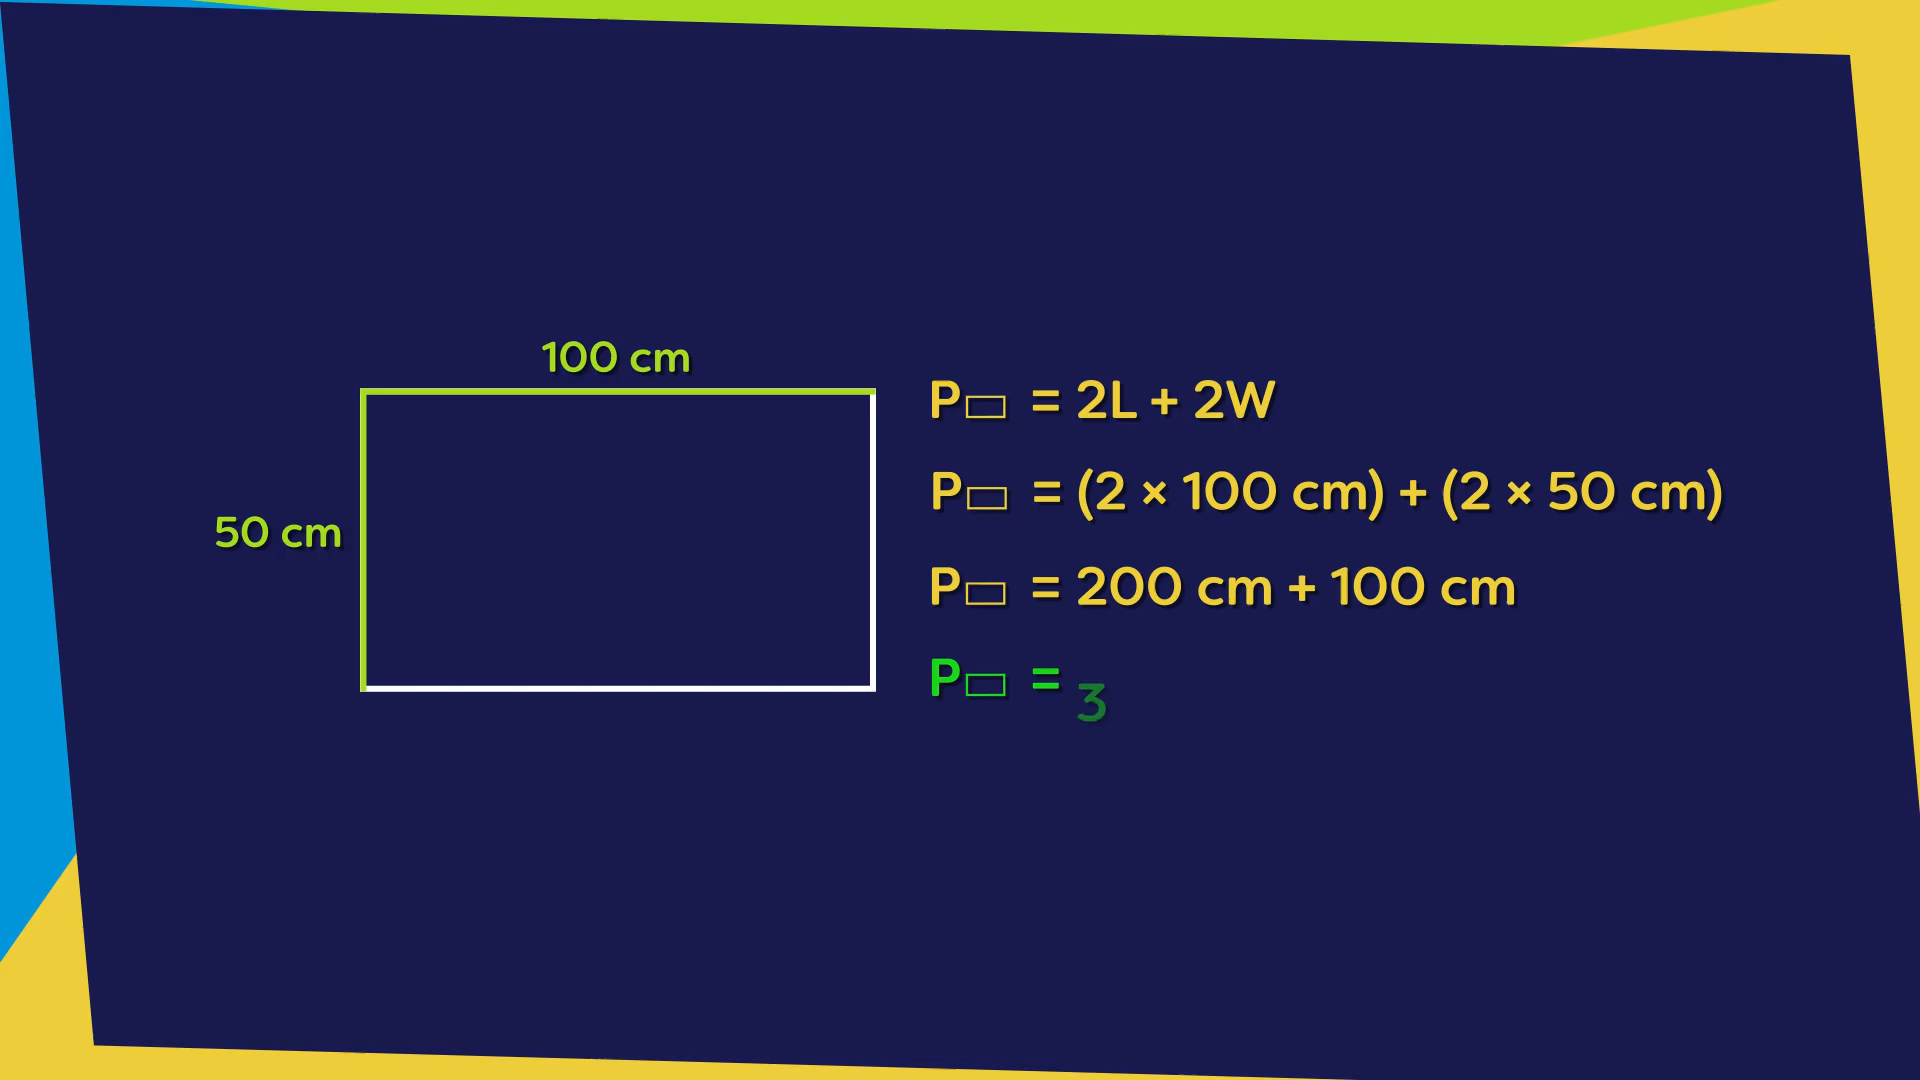 100 cm
50 cm
P▭ = 2L + 2W
P▭ = (2 × 100 cm) + (2 × 50 cm)
P▭ = 200 cm + 100 cm
P▭ = 3